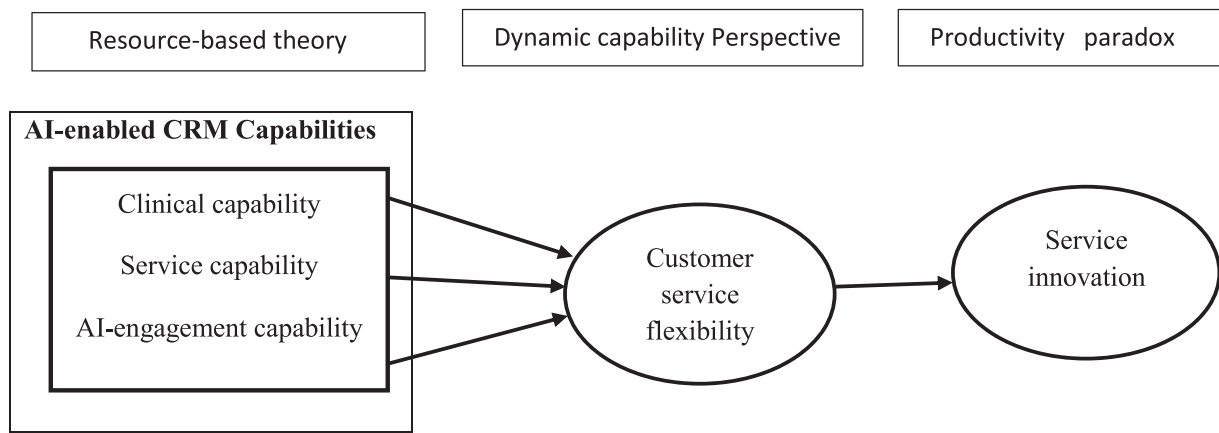 Resource-based theory
Dynamic capability Perspective
Productivity paradox
AI-enabled CRM Capabilities
Clinical capability
Service capability
AI-engagement capability
Customer
service
flexibility
Service
innovation